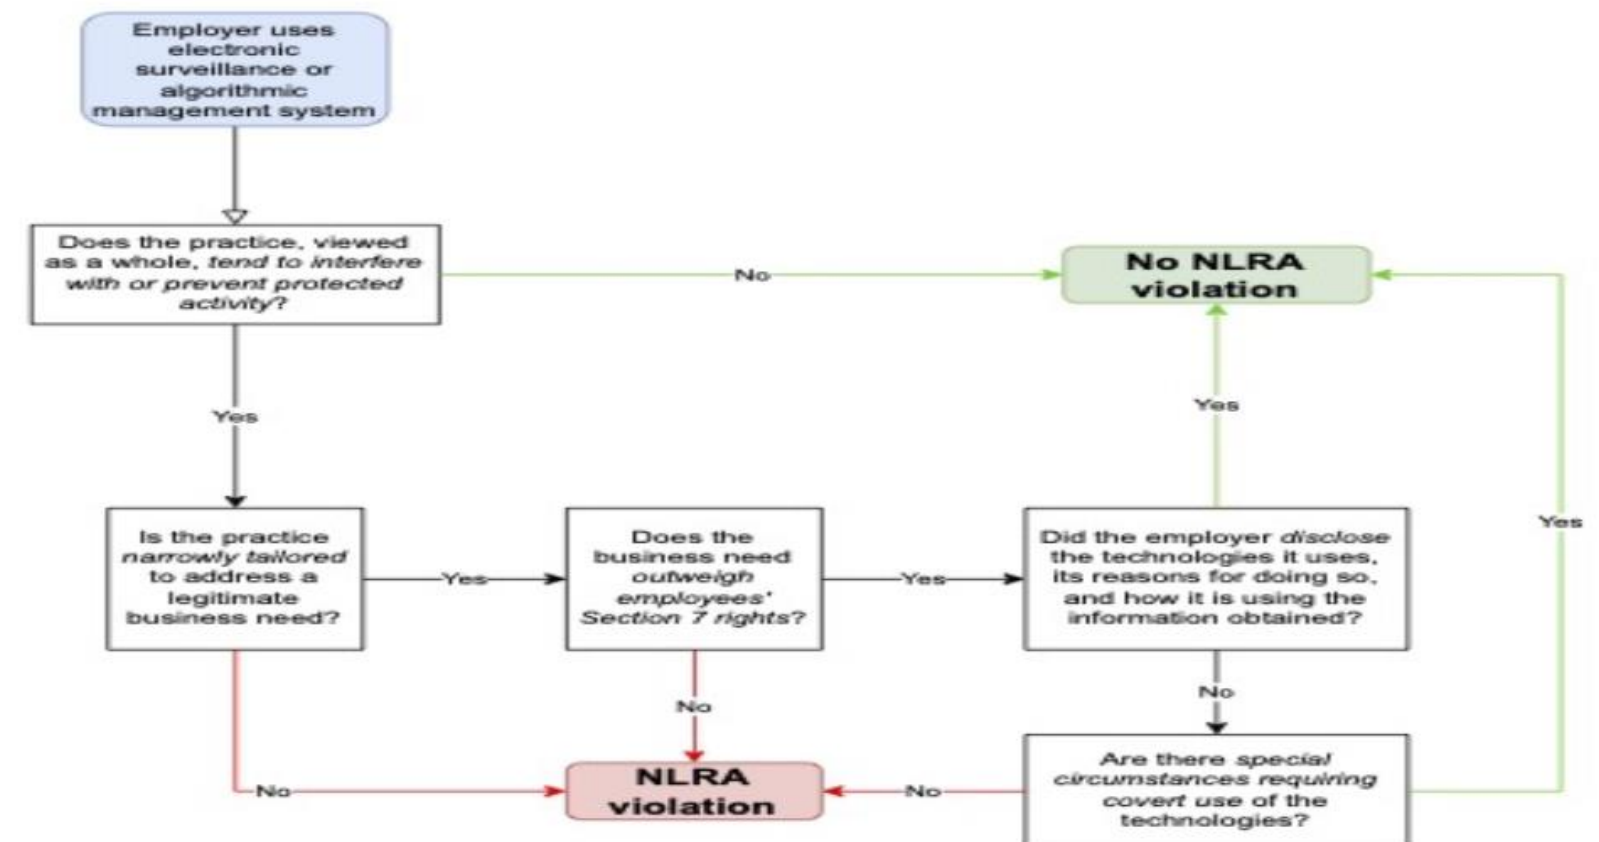 Employer uses
electronic
surveillance or
algorithmic
management system
Does the practice, viewed
as a whole, tend to interfere
with or prevent protected
activity?
No
No NLRA
violation
Yes
Yes
Is the practice
narrowly tailored
to address a
legitimate
business need?
Yes
Does the
business need
outweigh
employees'
Section 7 rights?
Yes
Did the employer disclose
the technologies it uses,
its reasons for doing so,
and how it is using the
information obtained?
Yes
No
No
No
NLRA
violation
No
Are there special
circumstances requiring
covert use of the
technologies?